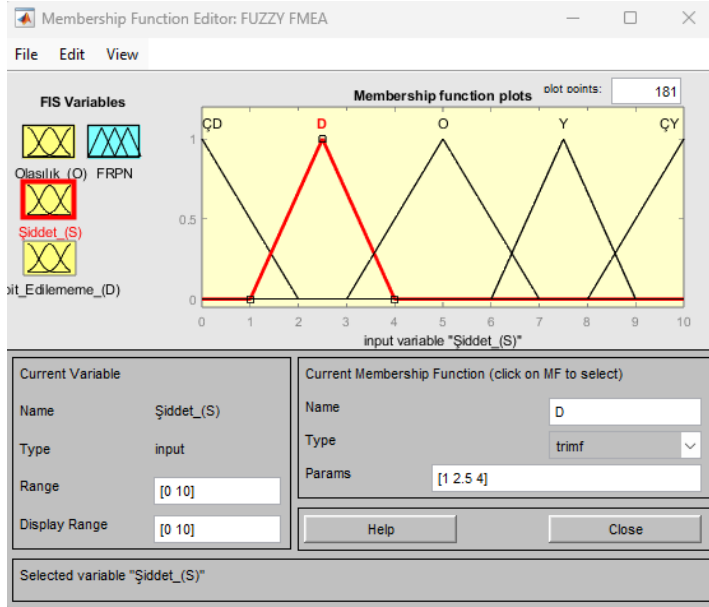 Membership Function Editor: FUZZY FMEA
File Edit View
FIS Variables
Olasılık_(O) FRPN
Şiddet_(S)
bit_Edilememe_(D)
Membership function plots
plot points:
181
ÇD D O Y ÇY
1
0.5
0
0 1 2 3 4 5 6 7 8 9 10
input variable "Şiddet_(S)"
Current Variable
Name Şiddet_(S)
Type input
Range [0 10]
Display Range [0 10]
Current Membership Function (click on MF to select)
Name D
Type trimf
Params [1 2.5 4]
Help Close
Selected variable "Şiddet_(S)"